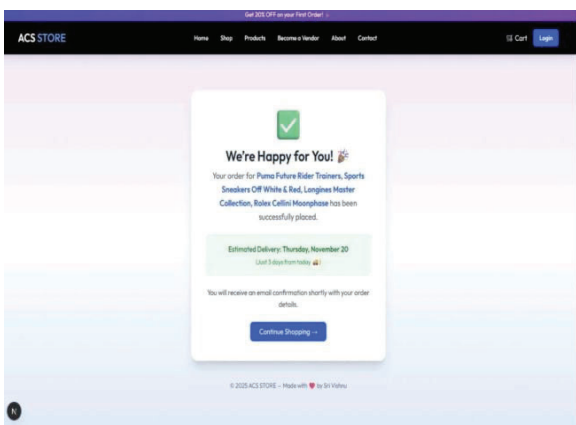 Get 20% OFF on your First Order!
ACS STORE
Home Shop Products Become a Vendor About Contact
Cart Login
We're Happy for You! 🎉
Your order for Puma Future Rider Trainers, Sports
Sneakers Off White & Red, Longines Master
Collection, Rolex Cellini Moonphase has been
successfully placed.
Estimated Delivery: Thursday, November 20
(Just 3 days from today 🚚)
You will receive an email confirmation shortly with your order
details.
Continue Shopping →
© 2025 ACS STORE — Made with ❤️ by Sri Vishnu
N